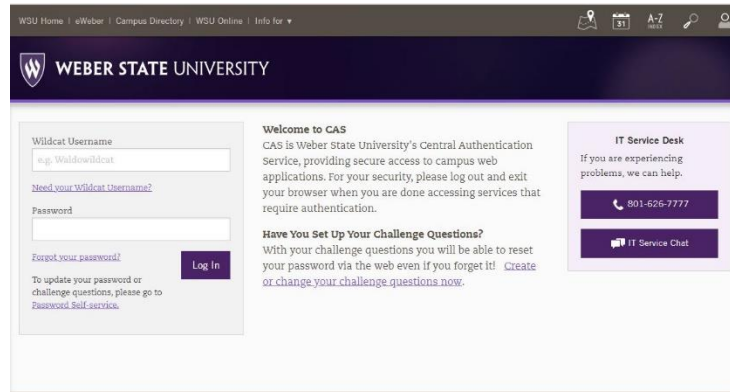 WSU Home | eWeber | Campus Directory | WSU Online | Info for ▾
31
A-Z
INDEX
W
WEBER STATE UNIVERSITY
Wildcat Username
e.g. Waldowildcat
Need your Wildcat Username?
Password
Forgot your password?
Log In
To update your password or
challenge questions, please go to
Password Self-service.
Welcome to CAS
CAS is Weber State University's Central Authentication
Service, providing secure access to campus web
applications. For your security, please log out and exit
your browser when you are done accessing services that
require authentication.
Have You Set Up Your Challenge Questions?
With your challenge questions you will be able to reset
your password via the web even if you forget it! Create
or change your challenge questions now.
IT Service Desk
If you are experiencing
problems, we can help.
801-626-7777
IT Service Chat